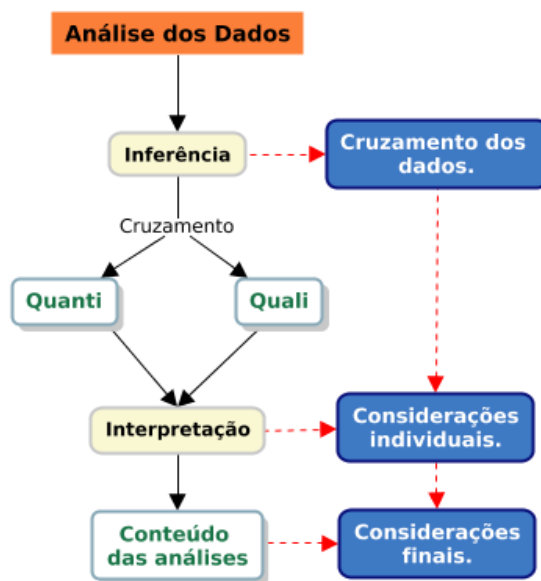 Análise dos Dados
Inferência
Cruzamento dos
dados.
Cruzamento
Quanti
Quali
Interpretação
Considerações
individuais.
Conteúdo
das análises
Considerações
finais.